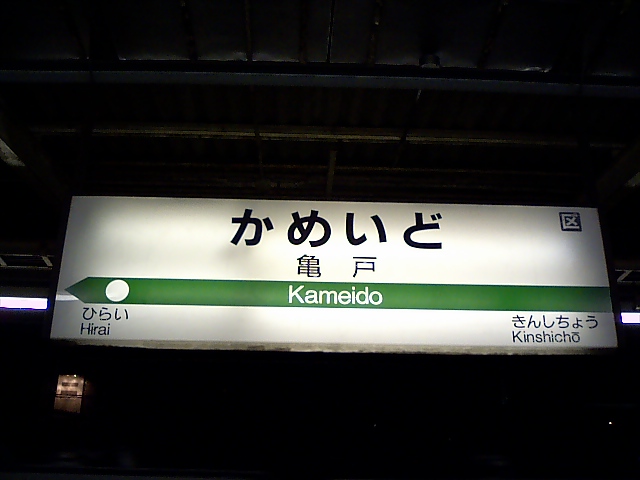 かめいど
区
亀戸
Kameido
ひらい
Hirai
きんしちょう
Kinshichō